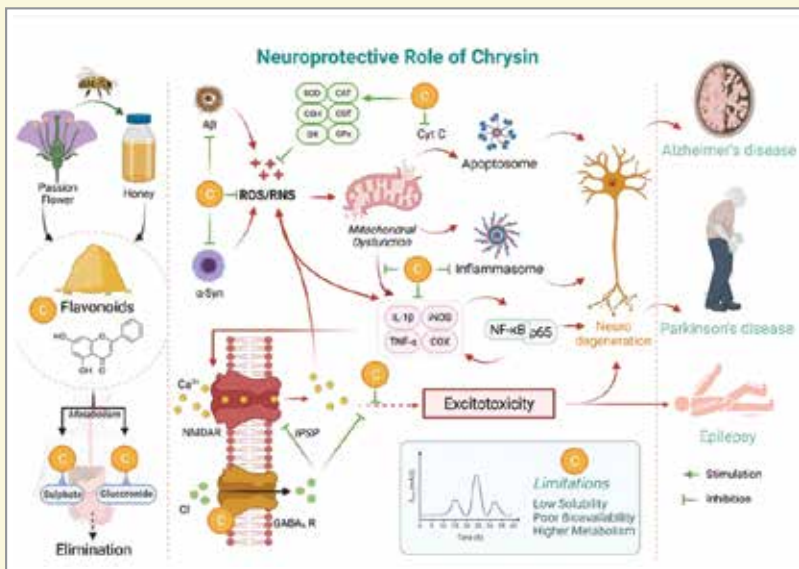 Neuroprotective Role of Chrysin
Passion
Flower
Honey
C
Flavonoids
HO
OH
O
O
Metabolism
C
C
Sulphate
Glucuronide
Elimination
Aβ
C
ROS/RNS
α-Syn
SOD
CAT
GSH
GST
GR
GPx
C
Cyt C
Apoptosome
Mitochondrial
Dysfunction
C
Inflammasome
IL-1β
iNOS
TNF-α
COX
NF-κB
p65
Neuro
degeneration
Ca²⁺
NMDAR
IPSP
C
Excitotoxicity
Cl
C
GABAₐ R
C
Limitations
Low Solubility
Poor Bioavailability
Higher Metabolism
Time (h)
Alzheimer's disease
Parkinson's disease
Epilepsy
Stimulation
Inhibition